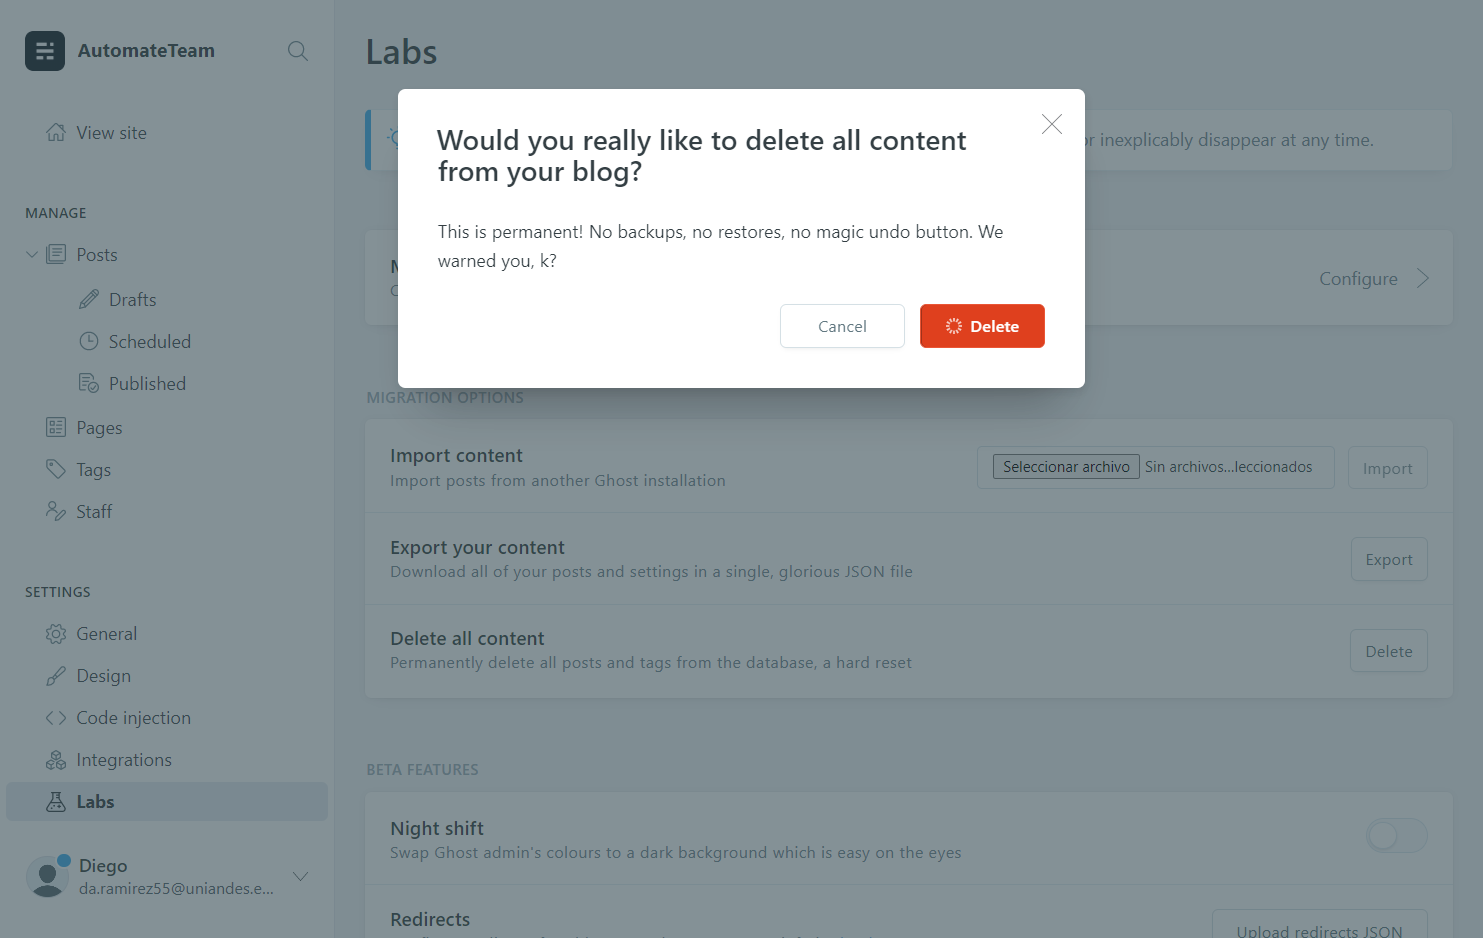 AutomateTeam
View site
MANAGE
Posts
Drafts
Scheduled
Published
Pages
Tags
Staff
SETTINGS
General
Design
Code injection
Integrations
Labs
Diego
da.ramirez55@uniandes.e...
Labs
or inexplicably disappear at any time.
Would you really like to delete all content
from your blog?
This is permanent! No backups, no restores, no magic undo button. We
warned you, k?
Cancel
Delete
Configure
MIGRATION OPTIONS
Import content
Import posts from another Ghost installation
Seleccionar archivo Sin archivos...leccionados
Import
Export your content
Download all of your posts and settings in a single, glorious JSON file
Export
Delete all content
Permanently delete all posts and tags from the database, a hard reset
Delete
BETA FEATURES
Night shift
Swap Ghost admin's colours to a dark background which is easy on the eyes
Redirects
Upload redirects JSON